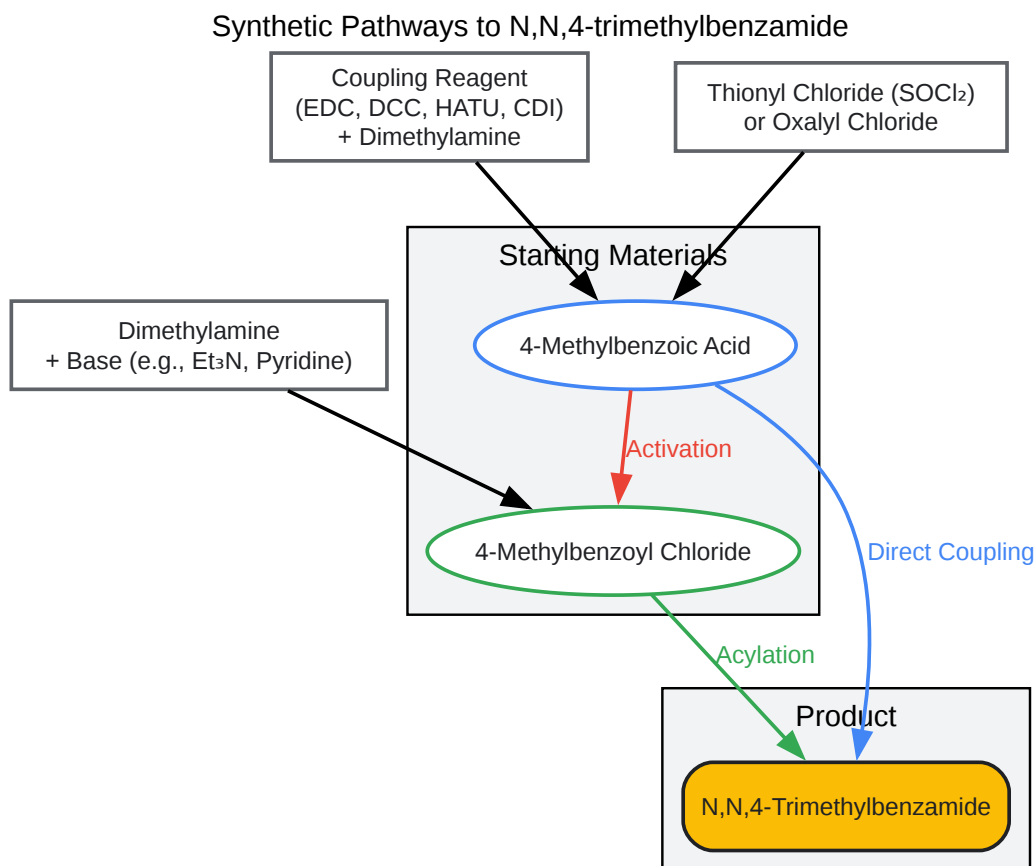 Synthetic Pathways to N,N,4-trimethylbenzamide
Coupling Reagent
(EDC, DCC, HATU, CDI)
+ Dimethylamine
Thionyl Chloride (SOCl₂)
or Oxalyl Chloride
Starting Materials
Dimethylamine
+ Base (e.g., Et₃N, Pyridine)
4-Methylbenzoic Acid
Activation
4-Methylbenzoyl Chloride
Direct Coupling
Acylation
Product
N,N,4-Trimethylbenzamide